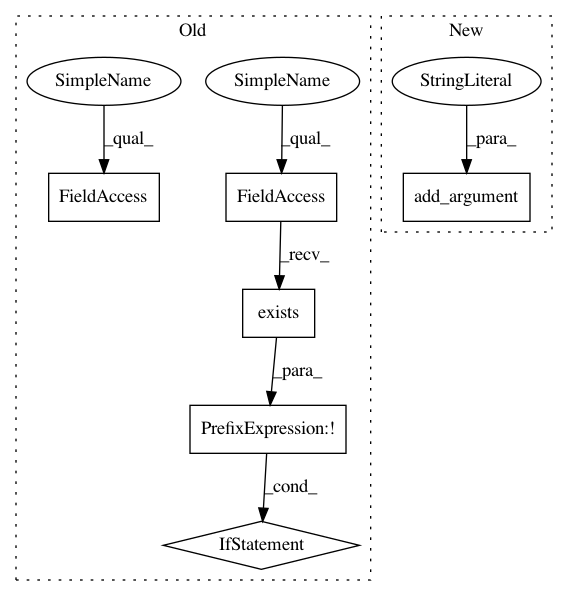 Old
New
SimpleName
SimpleName
StringLiteral
_qual_
_qual_
_para_
FieldAccess
FieldAccess
add_argument
_recv_
exists
_para_
PrefixExpression:!
_cond_
IfStatement